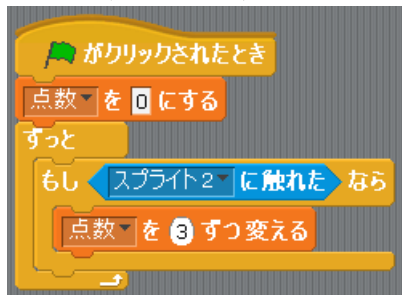 がクリックされたとき
点数 を 0 にする
ずっと
もし スプライト2 に触れた なら
点数 を 3 ずつ変える